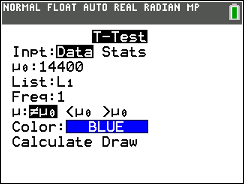 NORMAL FLOAT AUTO REAL RADIAN MP
T-Test
Inpt:Data Stats
μ₀:14400
List:L₁
Freq:1
μ:≠μ₀ <μ₀ >μ₀
Color: BLUE
Calculate Draw